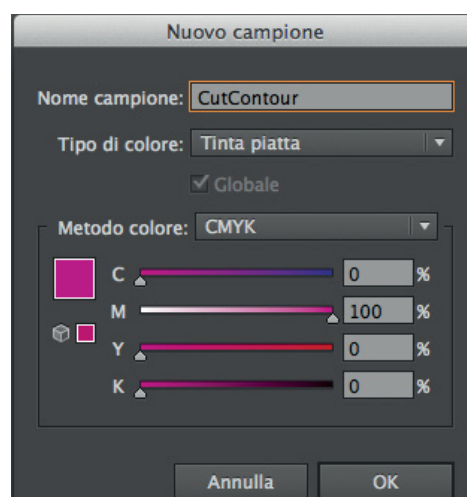 Nuovo campione
Nome campione: CutContour
Tipo di colore: Tinta piatta
Globale
Metodo colore: CMYK
C 0 %
M 100 %
Y 0 %
K 0 %
Annulla OK